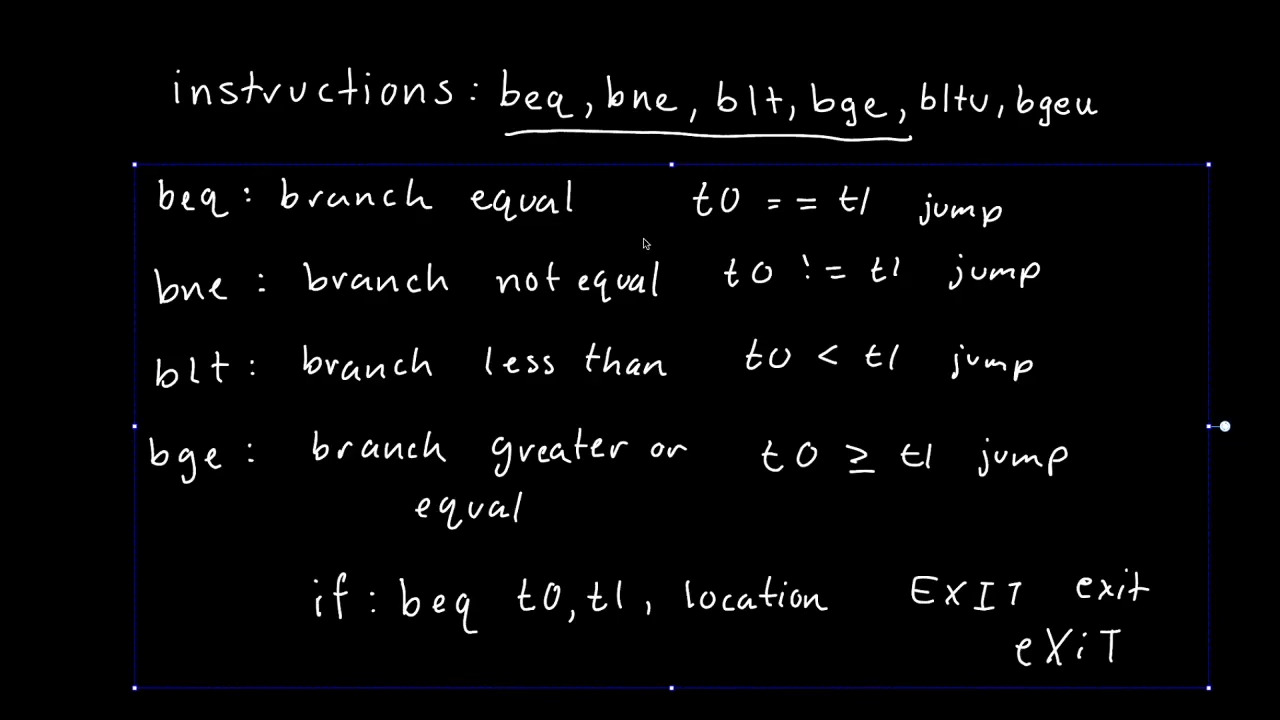 instructions: beq, bne, blt, bge, bltu, bgeu
beq: branch equal t0 == t1 jump
bne: branch not equal t0 != t1 jump
blt: branch less than t0 < t1 jump
bge: branch greater or t0 ≥ t1 jump
equal
if: beq t0, t1, location EXIT exit
eXiT